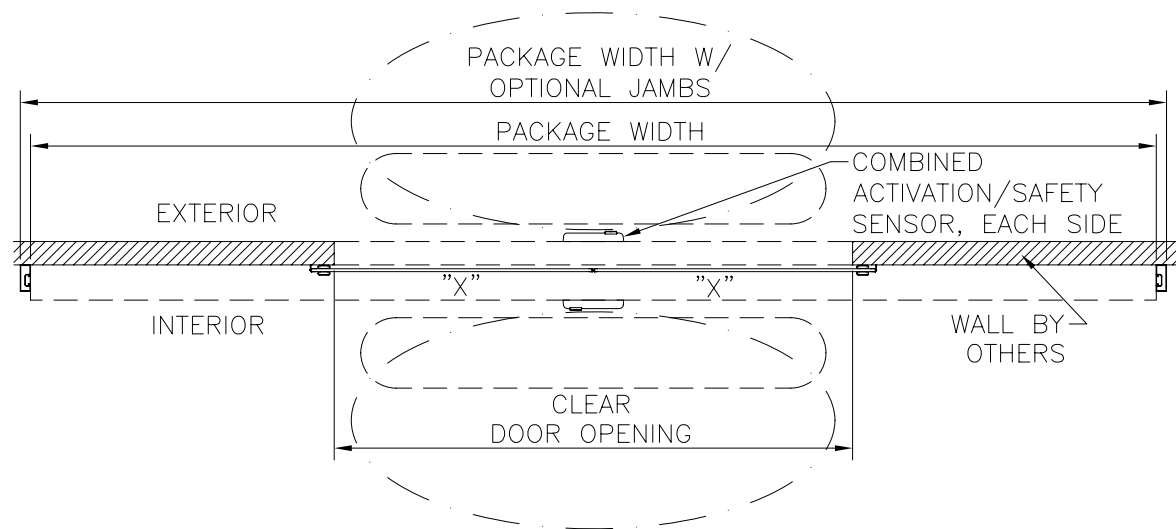 PACKAGE WIDTH W/
OPTIONAL JAMBS
PACKAGE WIDTH
COMBINED
ACTIVATION/SAFETY
SENSOR, EACH SIDE
EXTERIOR
"X"
"X"
INTERIOR
WALL BY
OTHERS
CLEAR
DOOR OPENING